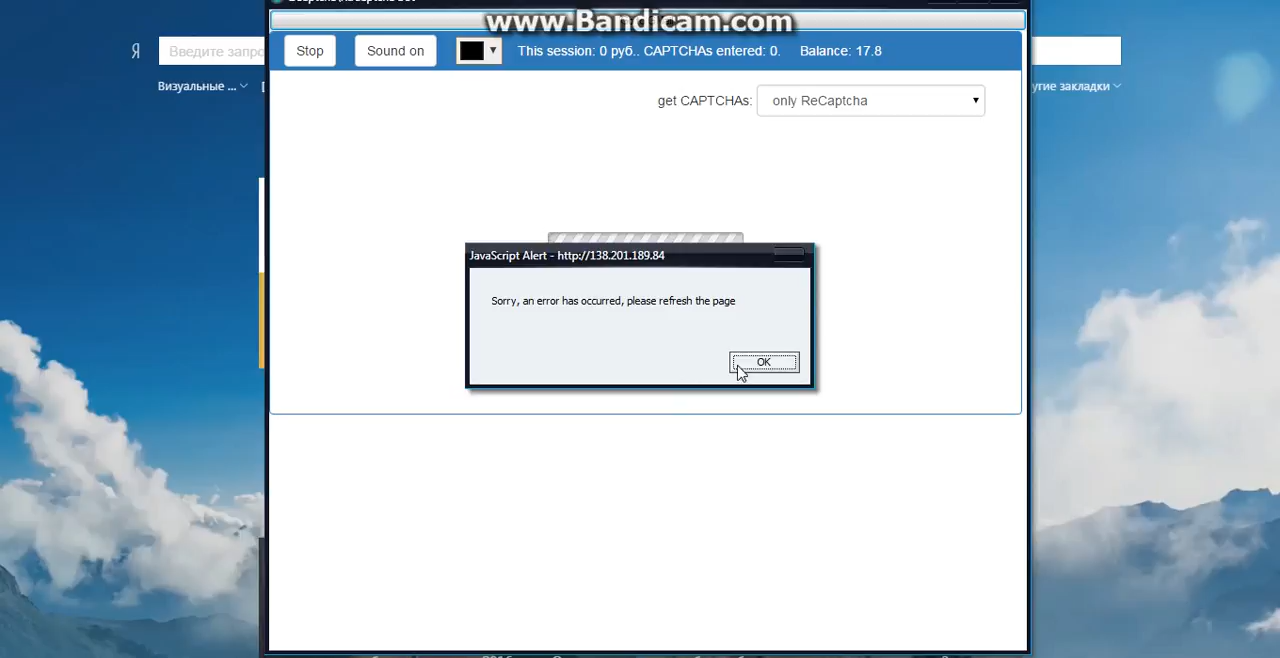 www.Bandicam.com
Stop
Sound on
This session: 0 руб.. CAPTCHAs entered: 0.
Balance: 17.8
Я
Введите запро
Визуальные ...
угие закладки
get CAPTCHAs:
only ReCaptcha
JavaScript Alert - http://138.201.189.84
Sorry, an error has occurred, please refresh the page
OK